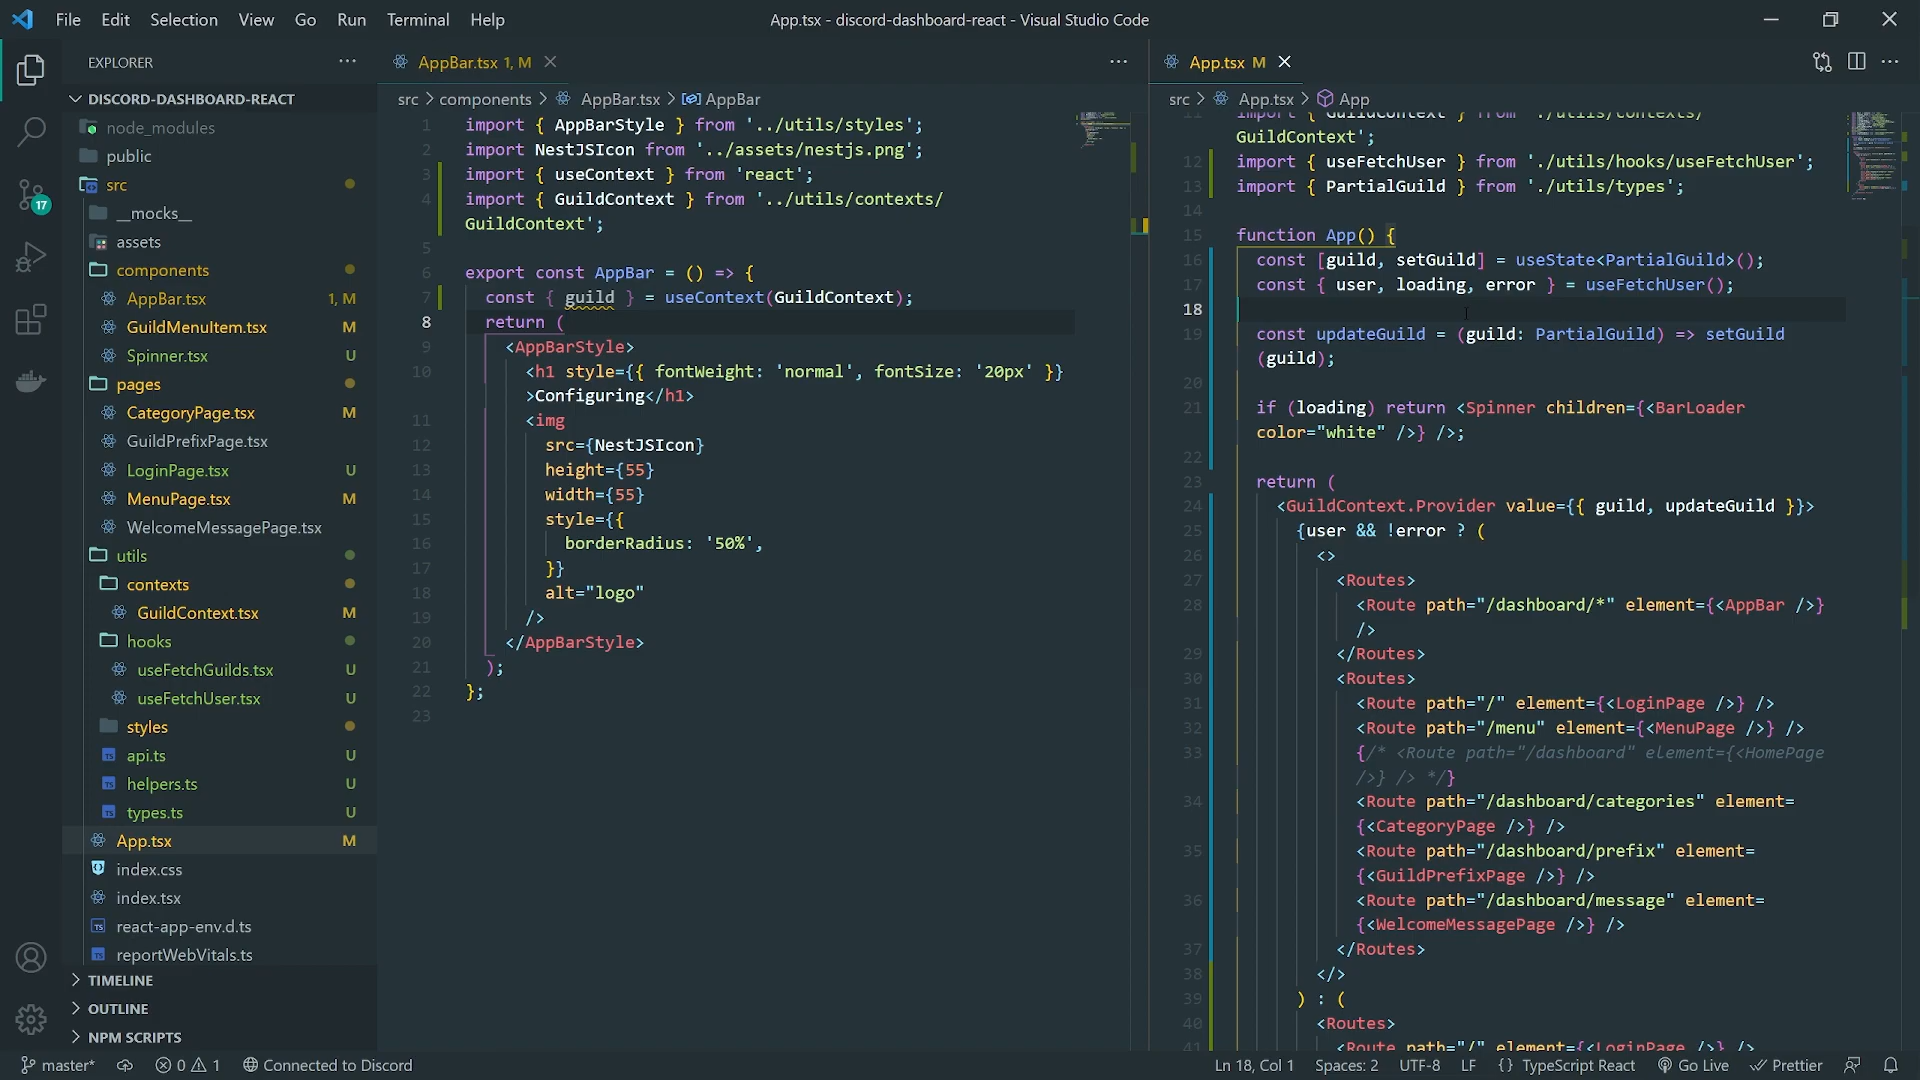 File Edit Selection View Go Run Terminal Help
App.tsx - discord-dashboard-react - Visual Studio Code
EXPLORER
DISCORD-DASHBOARD-REACT
node_modules
public
src
__mocks__
assets
components
AppBar.tsx 1, M
GuildMenuItem.tsx M
Spinner.tsx U
pages
CategoryPage.tsx M
GuildPrefixPage.tsx
LoginPage.tsx U
MenuPage.tsx M
WelcomeMessagePage.tsx
utils
contexts
GuildContext.tsx M
hooks
useFetchGuilds.tsx U
useFetchUser.tsx U
styles
api.ts U
helpers.ts U
types.ts U
App.tsx M
index.css
index.tsx
react-app-env.d.ts
reportWebVitals.ts
TIMELINE
OUTLINE
NPM SCRIPTS
17
AppBar.tsx 1, M
src > components > AppBar.tsx > AppBar
1 import { AppBarStyle } from '../utils/styles';
2 import NestJSIcon from '../assets/nestjs.png';
3 import { useContext } from 'react';
4 import { GuildContext } from '../utils/contexts/
GuildContext';
5
6 export const AppBar = () => {
7 const { guild } = useContext(GuildContext);
8 return (
9 <AppBarStyle>
10 <h1 style={{ fontWeight: 'normal', fontSize: '20px' }}
>Configuring</h1>
11 <img
12 src={NestJSIcon}
13 height={55}
14 width={55}
15 style={{
16 borderRadius: '50%',
17 }}
18 alt="logo"
19 />
20 </AppBarStyle>
21 );
22 };
23
App.tsx M
src > App.tsx > App
11 import { GuildContext } from './utils/contexts/
GuildContext';
12 import { useFetchUser } from './utils/hooks/useFetchUser';
13 import { PartialGuild } from './utils/types';
14
15 function App() {
16 const [guild, setGuild] = useState<PartialGuild>();
17 const { user, loading, error } = useFetchUser();
18
19 const updateGuild = (guild: PartialGuild) => setGuild
(guild);
20
21 if (loading) return <Spinner children={<BarLoader
color="white" />} />;
22
23 return (
24 <GuildContext.Provider value={{ guild, updateGuild }}>
25 {user && !error ? (
26 <>
27 <Routes>
28 <Route path="/dashboard/*" element={<AppBar />}
/>
29 </Routes>
30 <Routes>
31 <Route path="/" element={<LoginPage />} />
32 <Route path="/menu" element={<MenuPage />} />
33 {/* <Route path="/dashboard" element={<HomePage
/>} /> */}
34 <Route path="/dashboard/categories" element=
{<CategoryPage />} />
35 <Route path="/dashboard/prefix" element=
{<GuildPrefixPage />} />
36 <Route path="/dashboard/message" element=
{<WelcomeMessagePage />} />
37 </Routes>
38 </>
39 ) : (
40 <Routes>
41 <Route path="/" element={<LoginPage />} />
master* 0 1 Connected to Discord
Ln 18, Col 1 Spaces: 2 UTF-8 LF {} TypeScript React Go Live Prettier